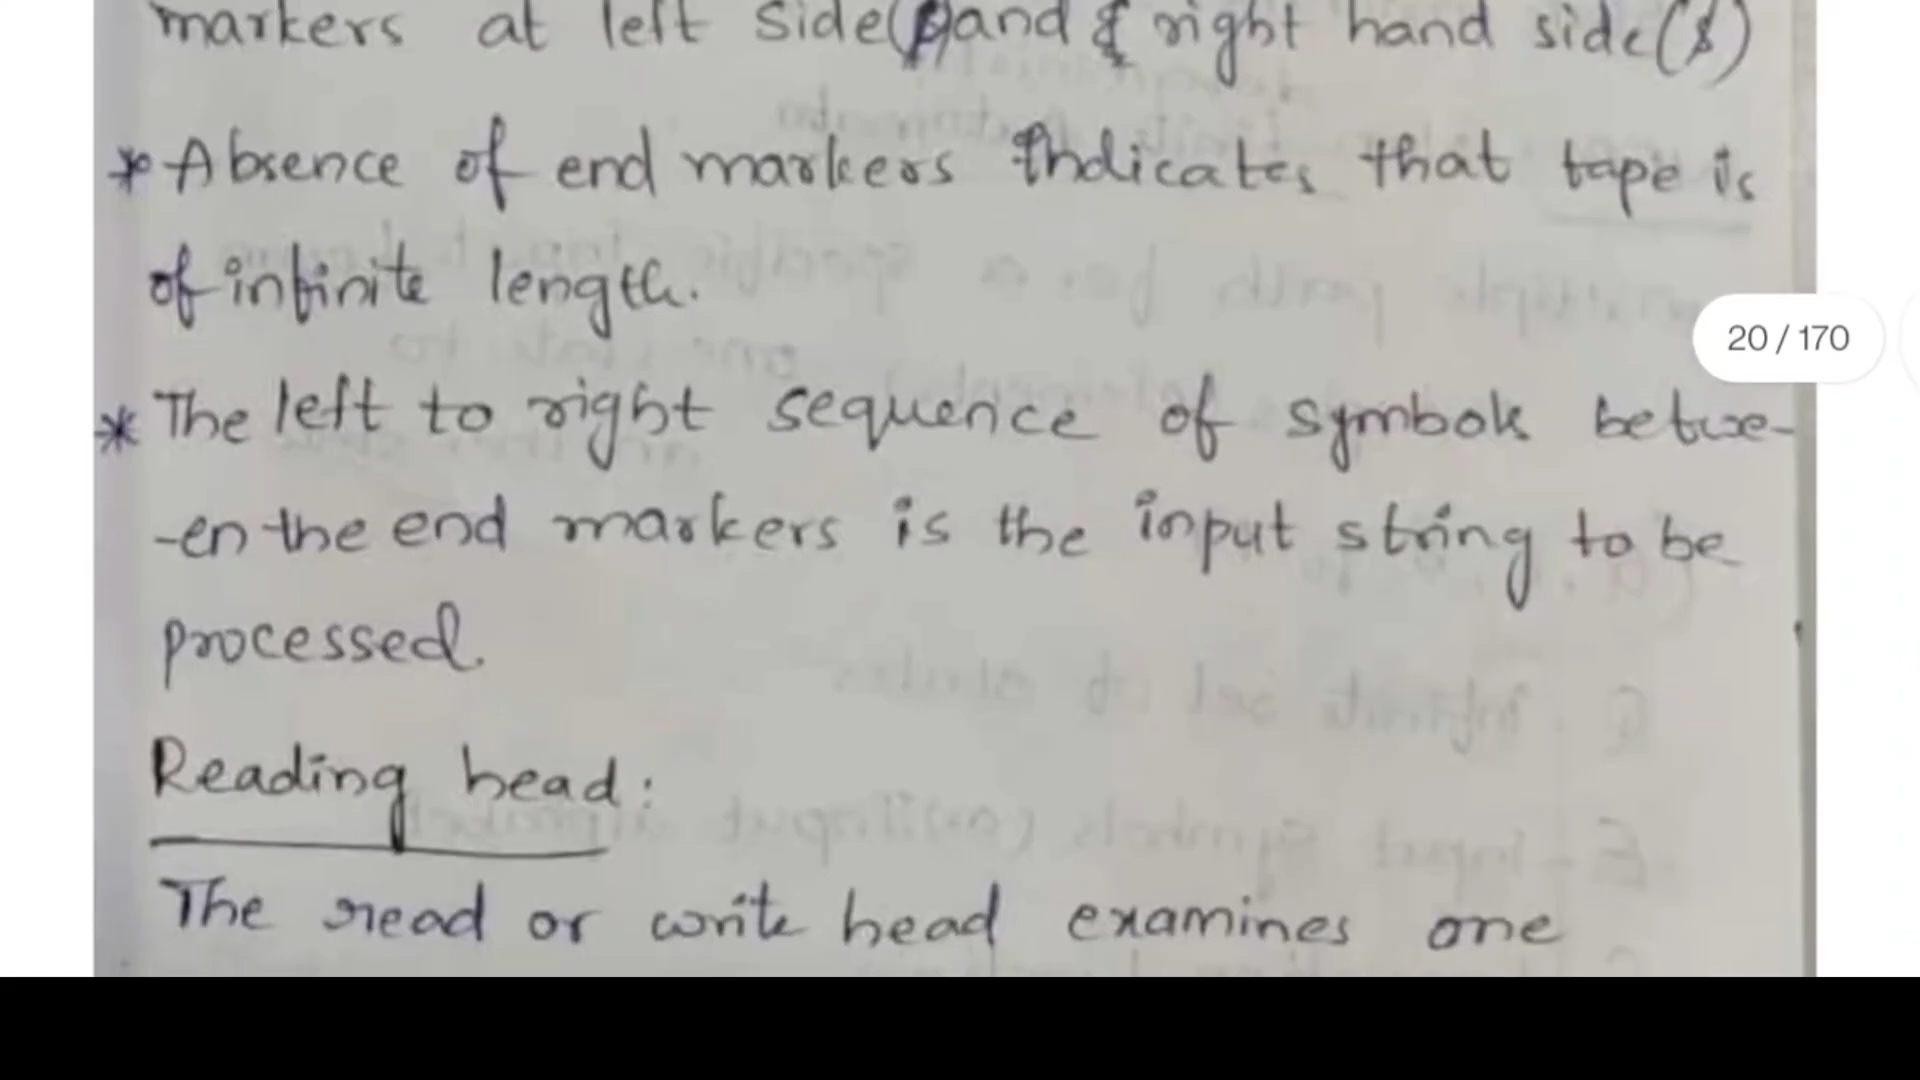 markers at left side( and right hand side($)
* Absence of end markers indicates that tape is
of infinite length.
* The left to right sequence of symbols betwe-
-en the end markers is the input string to be
processed.
Reading head:
The read or write head examines one
20 / 170